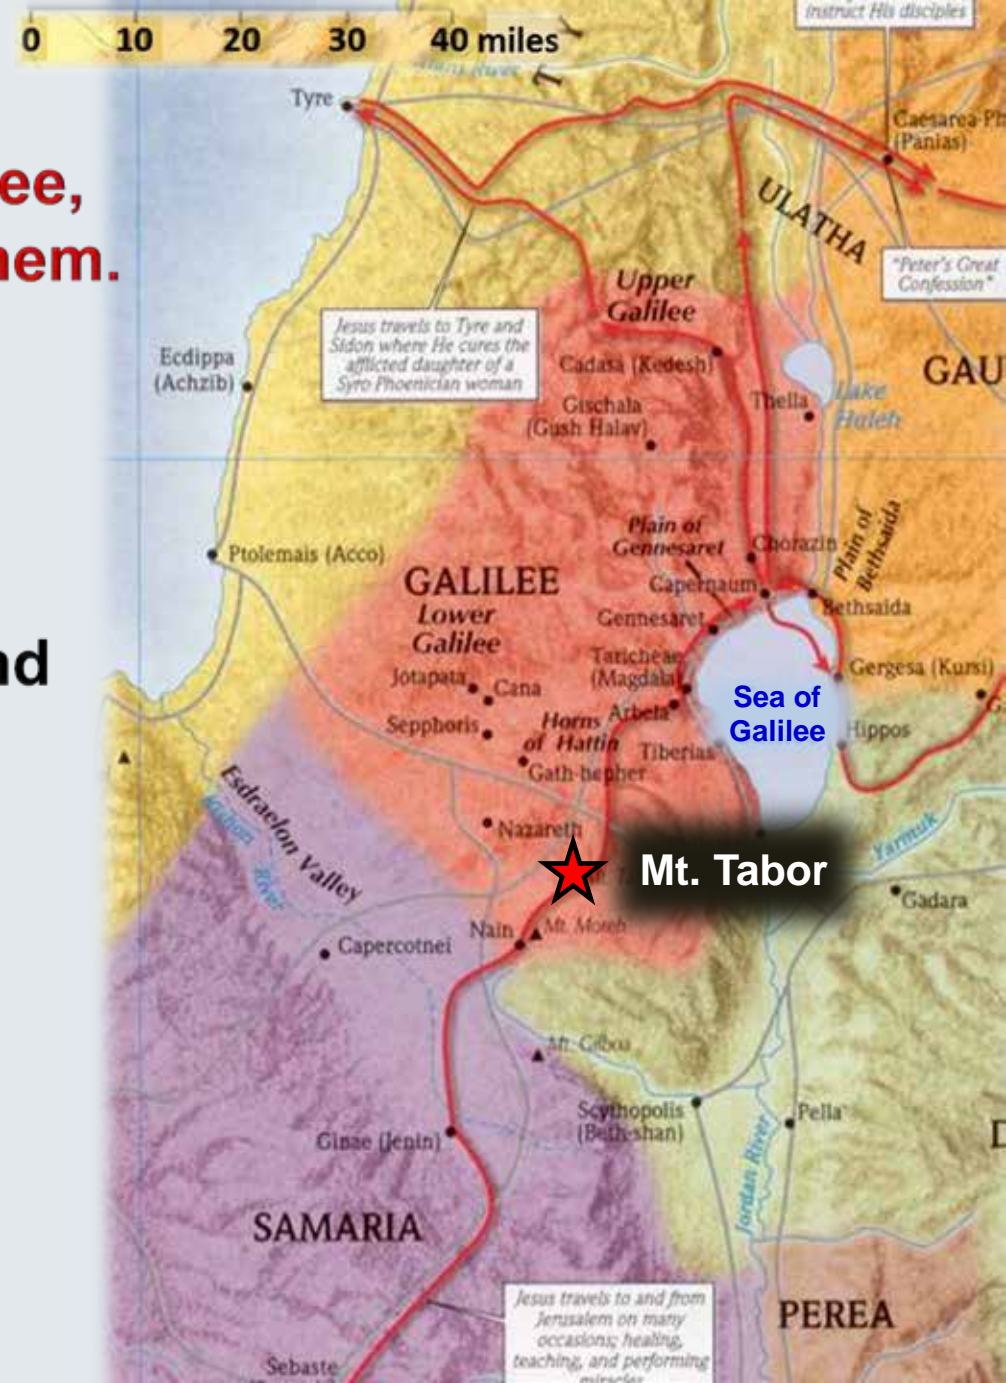 instruct His disciples
0 10 20 30 40 miles
Tyre
T
Caesarea Ph
(Panias)
ee,
nem.
ULATHA
"Peter's Great
Confession"
Upper
Galilee
Jesus travels to Tyre and
Sidon where He cures the
afflicted daughter of a
Syro Phoenician woman
Ecdippa
(Achzib)
Cadasa (Kedesh)
GAU
Thella
Lake
Huleh
Gischala
(Gush Halav)
Plain of
Bethsaida
Plain of
Gennesaret
Chorazin
Ptolemais (Acco)
GALILEE
Lower
Galilee
Capernaum
Bethsaida
Gennesaret
nd
Taricheae
(Magdala)
Gergesa (Kursi)
Jotapata
Cana
Sea of
Galilee
G
Arbela
Sepphoris
Horns
of Hattin
Tiberias
Hippos
Gath-hepher
Esdraelon Valley
Kishon
River
Nazareth
Yarmuk
Mt. Tabor
Gadara
Nain
Mt. Moreh
Capercotnei
Mt. Gilboa
Scythopolis
(Beth-shan)
Pella
D
Ginae (Jenin)
Jordan River
SAMARIA
Jesus travels to and from
Jerusalem on many
occasions; healing,
teaching, and performing
miracles
PEREA
Sebaste